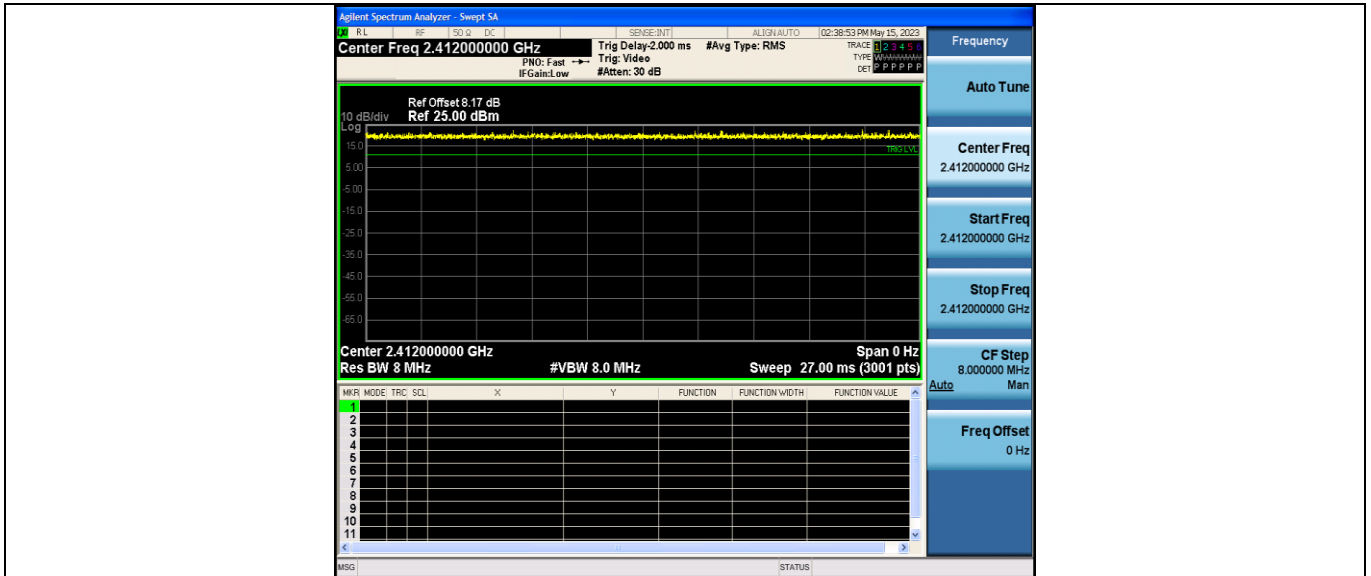 Agilent Spectrum Analyzer - Swept SA
RL RF 50 Ω DC SENSE:INT ALIGN AUTO 02:38:53 PM May 15, 2023
Center Freq 2.412000000 GHz
PNO: Fast
IFGain:Low
Trig Delay-2.000 ms #Avg Type: RMS
Trig: Video
#Atten: 30 dB
TRACE 1 2 3 4 5 6
TYPE
DET P P P P P P
Ref Offset 8.17 dB
10 dB/div Ref 25.00 dBm
Log
15.0
TRIG LVL
5.00
-5.00
-15.0
-25.0
-35.0
-45.0
-55.0
-65.0
Center 2.412000000 GHz Span 0 Hz
Res BW 8 MHz #VBW 8.0 MHz Sweep 27.00 ms (3001 pts)
MKR MODE TRC SCL X Y FUNCTION FUNCTION WIDTH FUNCTION VALUE
1
2
3
4
5
6
7
8
9
10
11
MSG STATUS
Frequency
Auto Tune
Center Freq
2.412000000 GHz
Start Freq
2.412000000 GHz
Stop Freq
2.412000000 GHz
CF Step
8.000000 MHz
Auto Man
Freq Offset
0 Hz